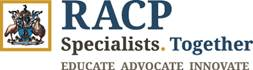 RACP
Specialists. Together
EDUCATE ADVOCATE INNOVATE